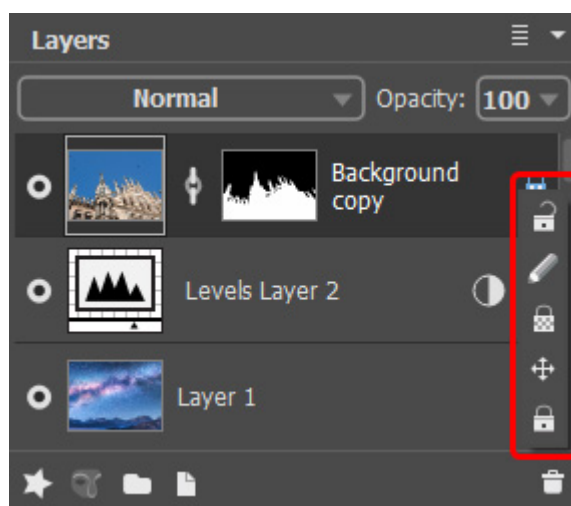 Layers
Normal
Opacity: 100
Background
copy
Levels Layer 2
Layer 1